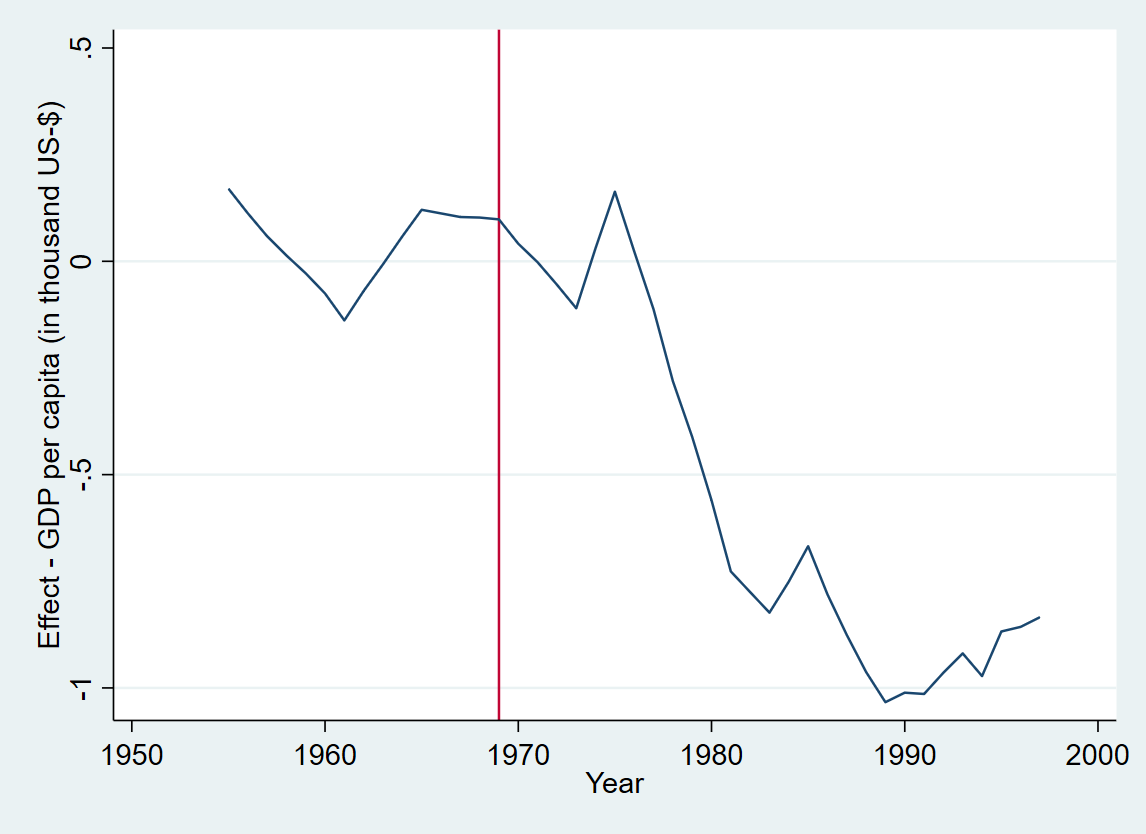 Effect - GDP per capita (in thousand US-$)
.5
0
-.5
-1
1950 1960 1970 1980 1990 2000
Year